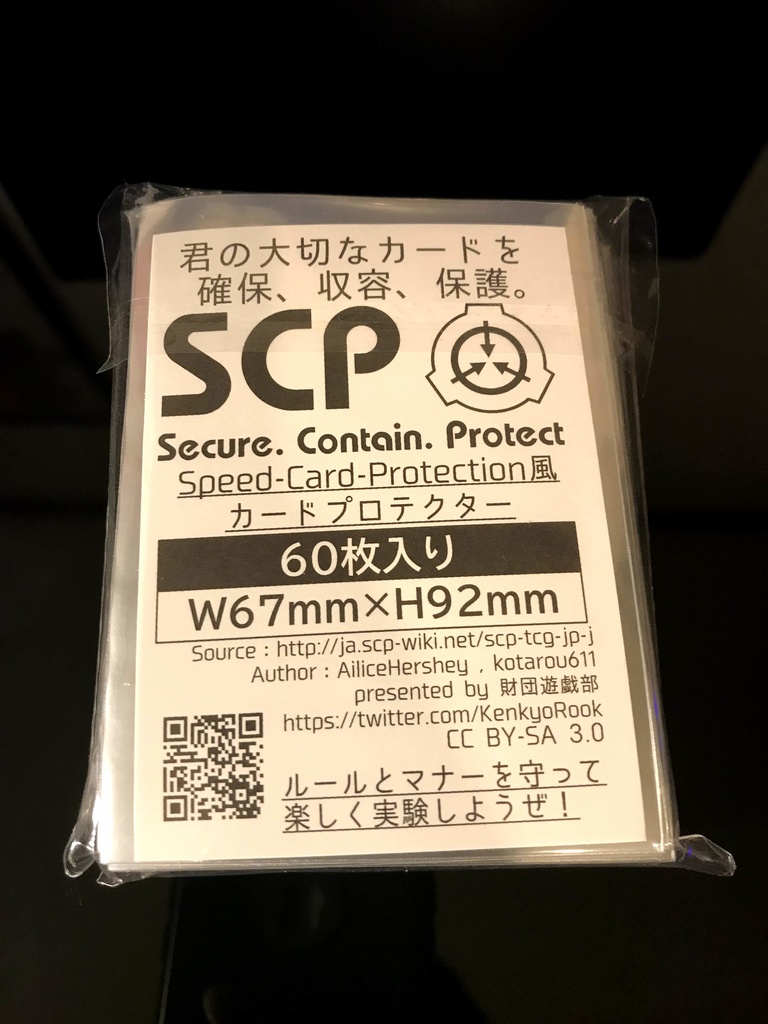 君の大切なカードを
確保、収容、保護。
SCP
Secure. Contain. Protect
Speed-Card-Protection風
カードプロテクター
60枚入り
W67mm×H92mm
Source : http://ja.scp-wiki.net/scp-tcg-jp-j
Author : AiliceHershey , kotarou611
presented by 財団遊戯部
https://twitter.com/KenkyoRook
CC BY-SA 3.0
ルールとマナーを守って
楽しく実験しようぜ!